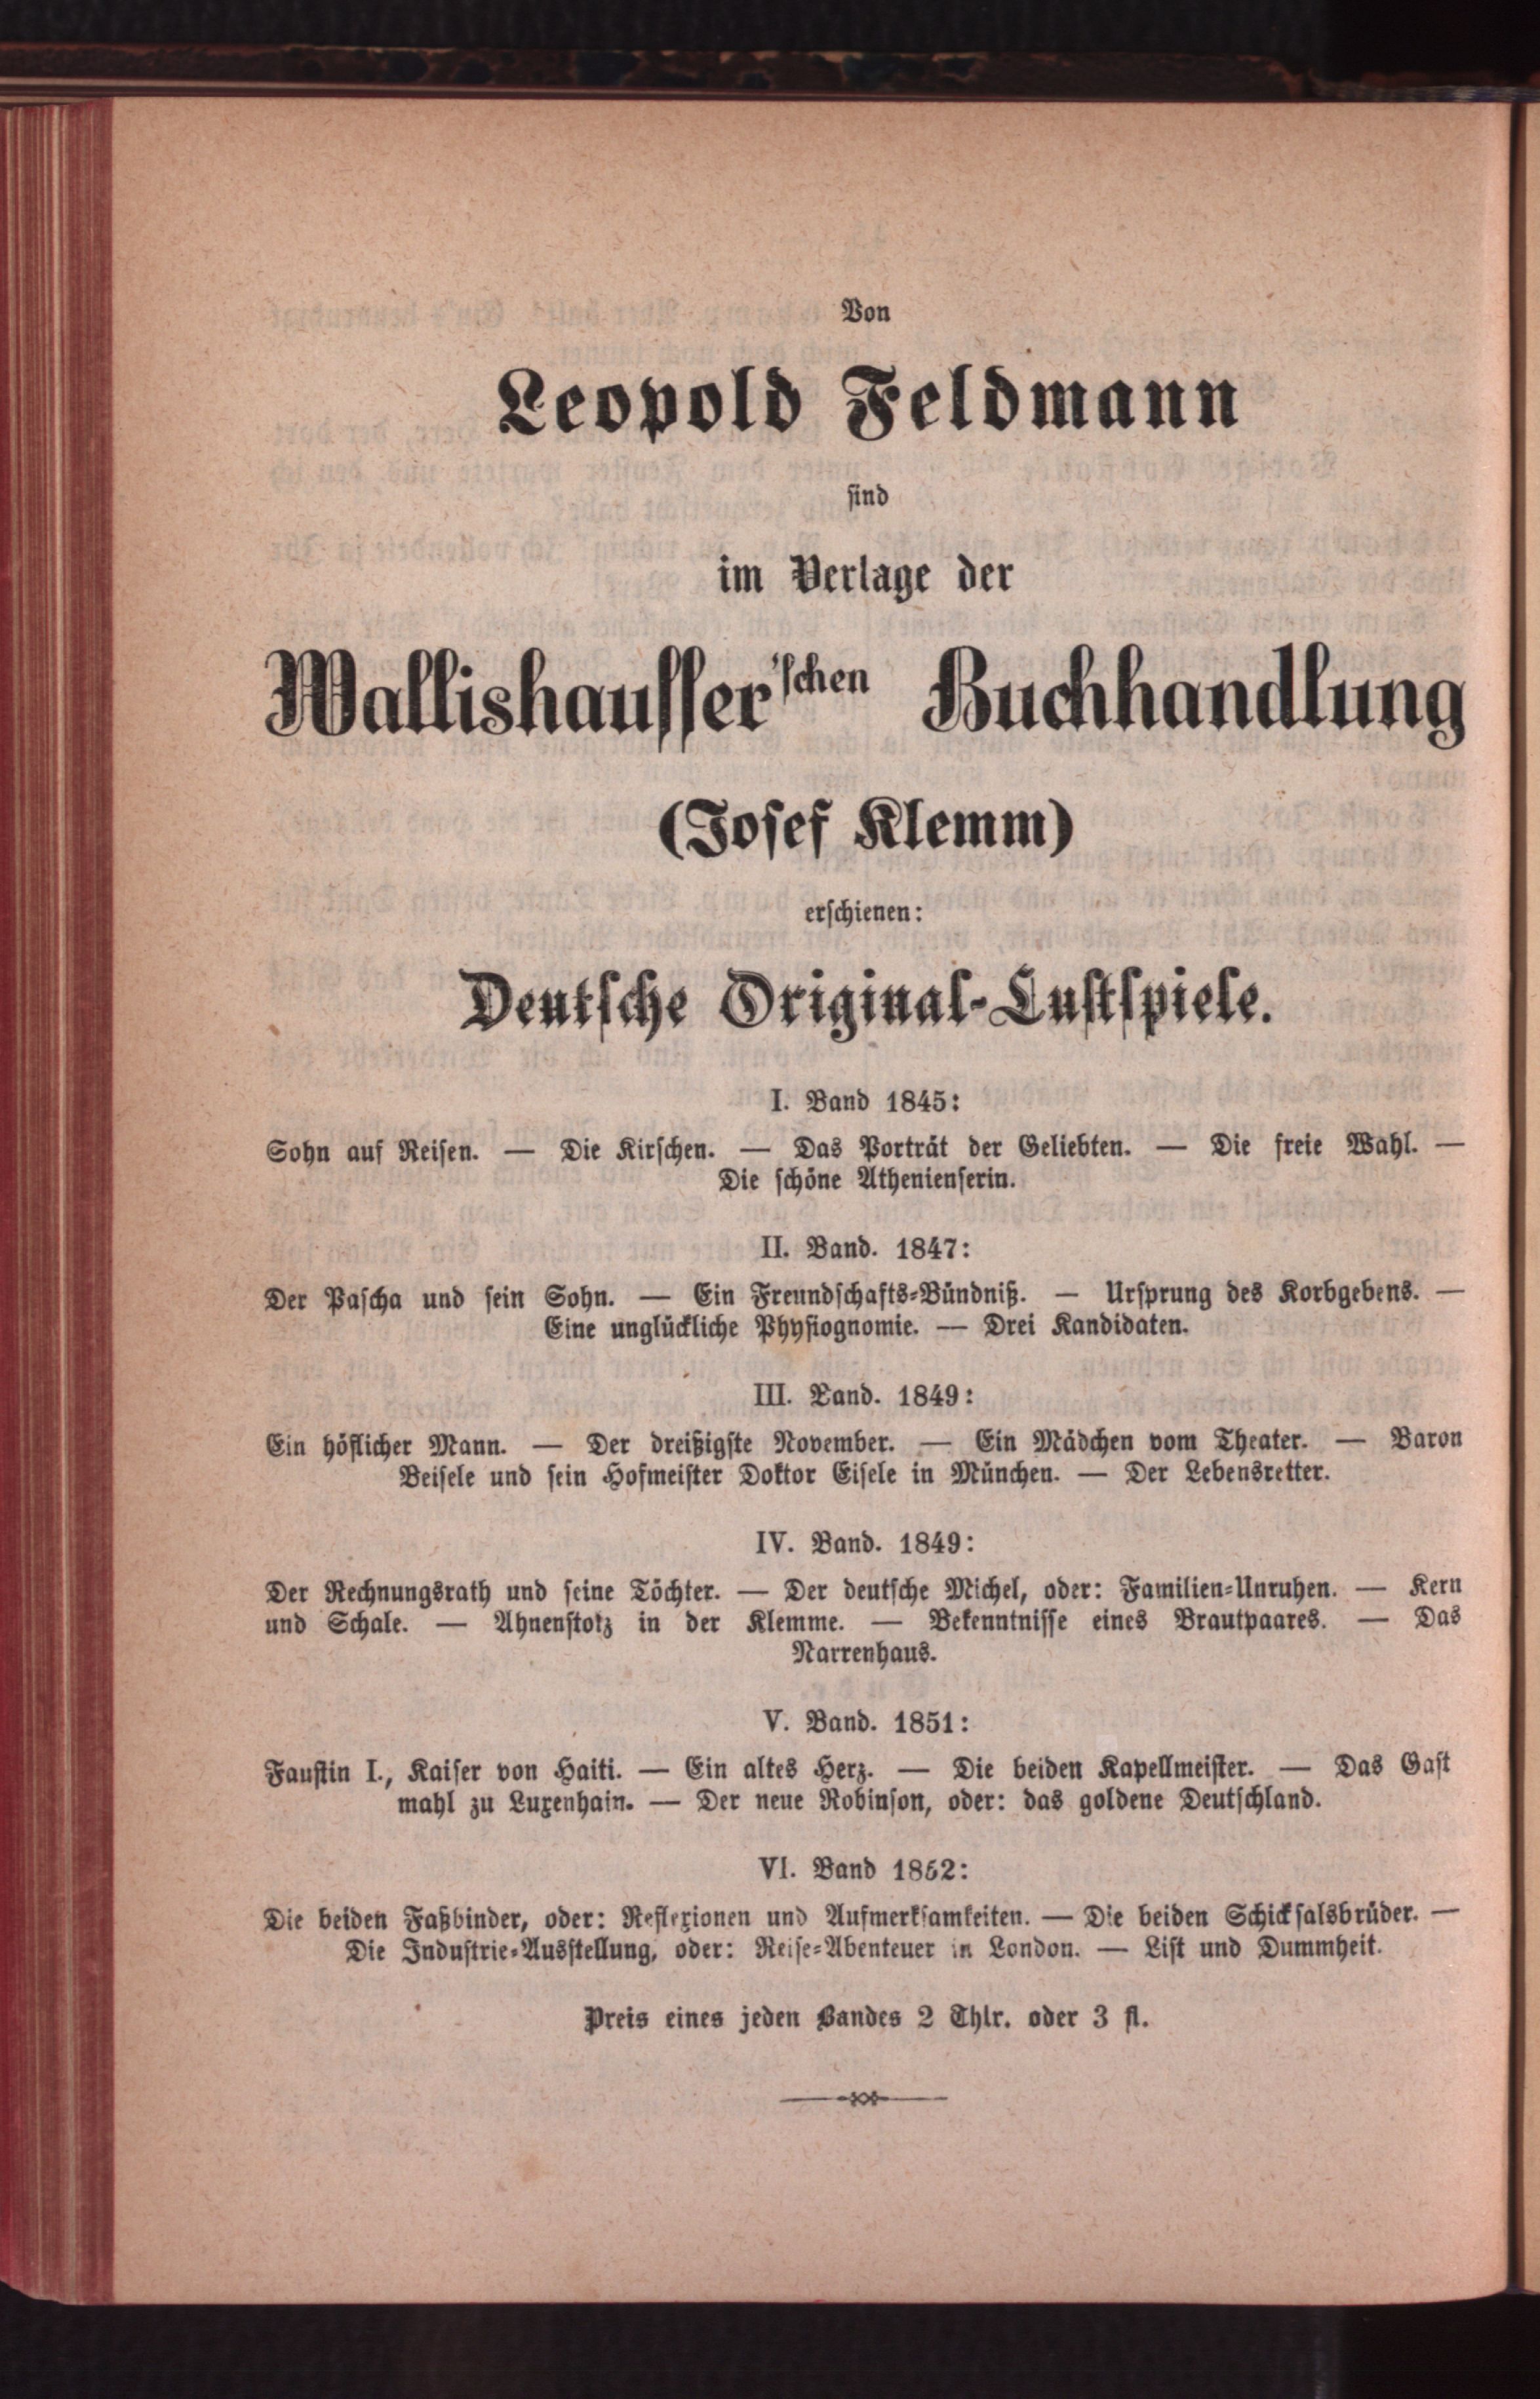 Von
Leopold Feldmann
sind
im Verlage der
Wallishausser'schen Buchhandlung
(Josef Klemm)
erschienen:
Deutsche Original-Lustspiele.
I. Band 1845:
Sohn auf Reisen. — Die Kirschen. — Das Porträt der Geliebten. — Die freie Wahl. —
Die schöne Athenienserin.
II. Band. 1847:
Der Pascha und sein Sohn. — Ein Freundschafts-Bündniß. — Ursprung des Korbgebens. —
Eine unglückliche Physiognomie. — Drei Kandidaten.
III. Band. 1849:
Ein höflicher Mann. — Der dreißigste November. — Ein Mädchen vom Theater. — Baron
Beisele und sein Hofmeister Doktor Eisele in München. — Der Lebensretter.
IV. Band. 1849:
Der Rechnungsrath und seine Töchter. — Der deutsche Michel, oder: Familien-Unruhen. — Kern
und Schale. — Ahnenstolz in der Klemme. — Bekenntnisse eines Brautpaares. — Das
Narrenhaus.
V. Band. 1851:
Faustin I., Kaiser von Haiti. — Ein altes Herz. — Die beiden Kapellmeister. — Das Gast
mahl zu Luxenhain. — Der neue Robinson, oder: das goldene Deutschland.
VI. Band 1852:
Die beiden Faßbinder, oder: Reflexionen und Aufmerksamkeiten. — Die beiden Schicksalsbrüder. —
Die Industrie-Ausstellung, oder: Reise-Abenteuer in London. — List und Dummheit.
Preis eines jeden Bandes 2 Thlr. oder 3 fl.